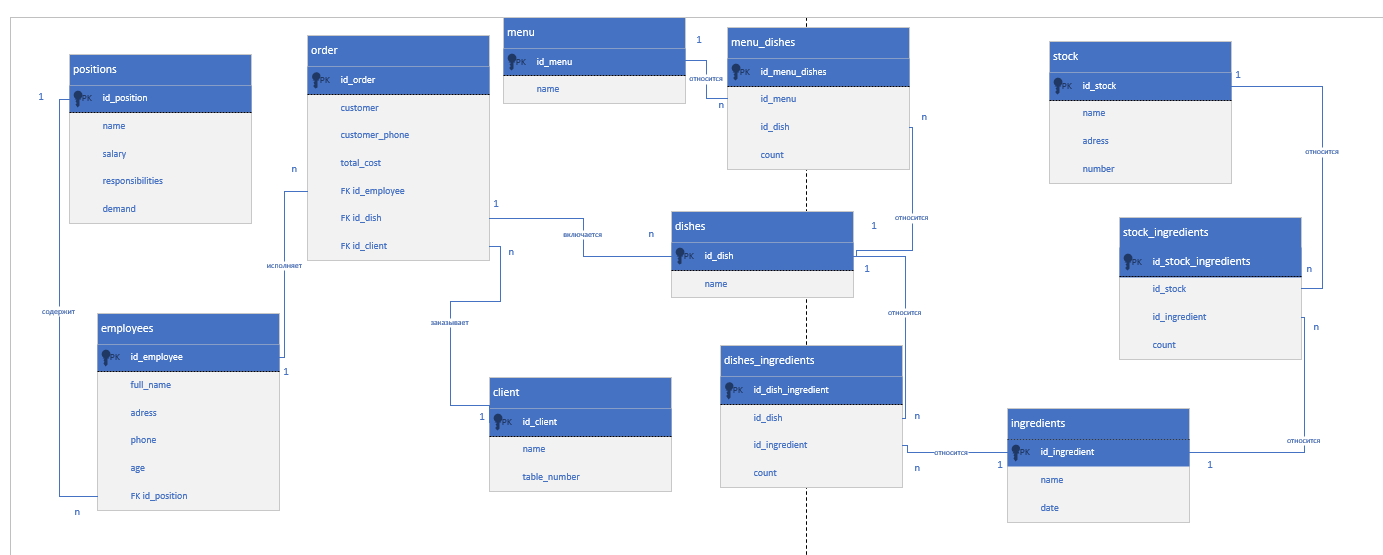 positions
PK id_position
name
salary
responsibilities
demand
1
содержит
n
employees
PK id_employee
full_name
adress
phone
age
FK id_position
1
исполняет
n
order
PK id_order
customer
customer_phone
total_cost
FK id_employee
FK id_dish
FK id_client
1
включается
n
n
заказывает
1
client
PK id_client
name
table_number
menu
PK id_menu
name
1
относится
n
menu_dishes
PK id_menu_dishes
id_menu
id_dish
count
n
относится
1
dishes
PK id_dish
name
1
относится
n
dishes_ingredients
PK id_dish_ingredient
id_dish
id_ingredient
count
n
относится
1
ingredients
PK id_ingredient
name
date
1
относится
n
stock_ingredients
PK id_stock_ingredients
id_stock
id_ingredient
count
n
относится
1
stock
PK id_stock
name
adress
number